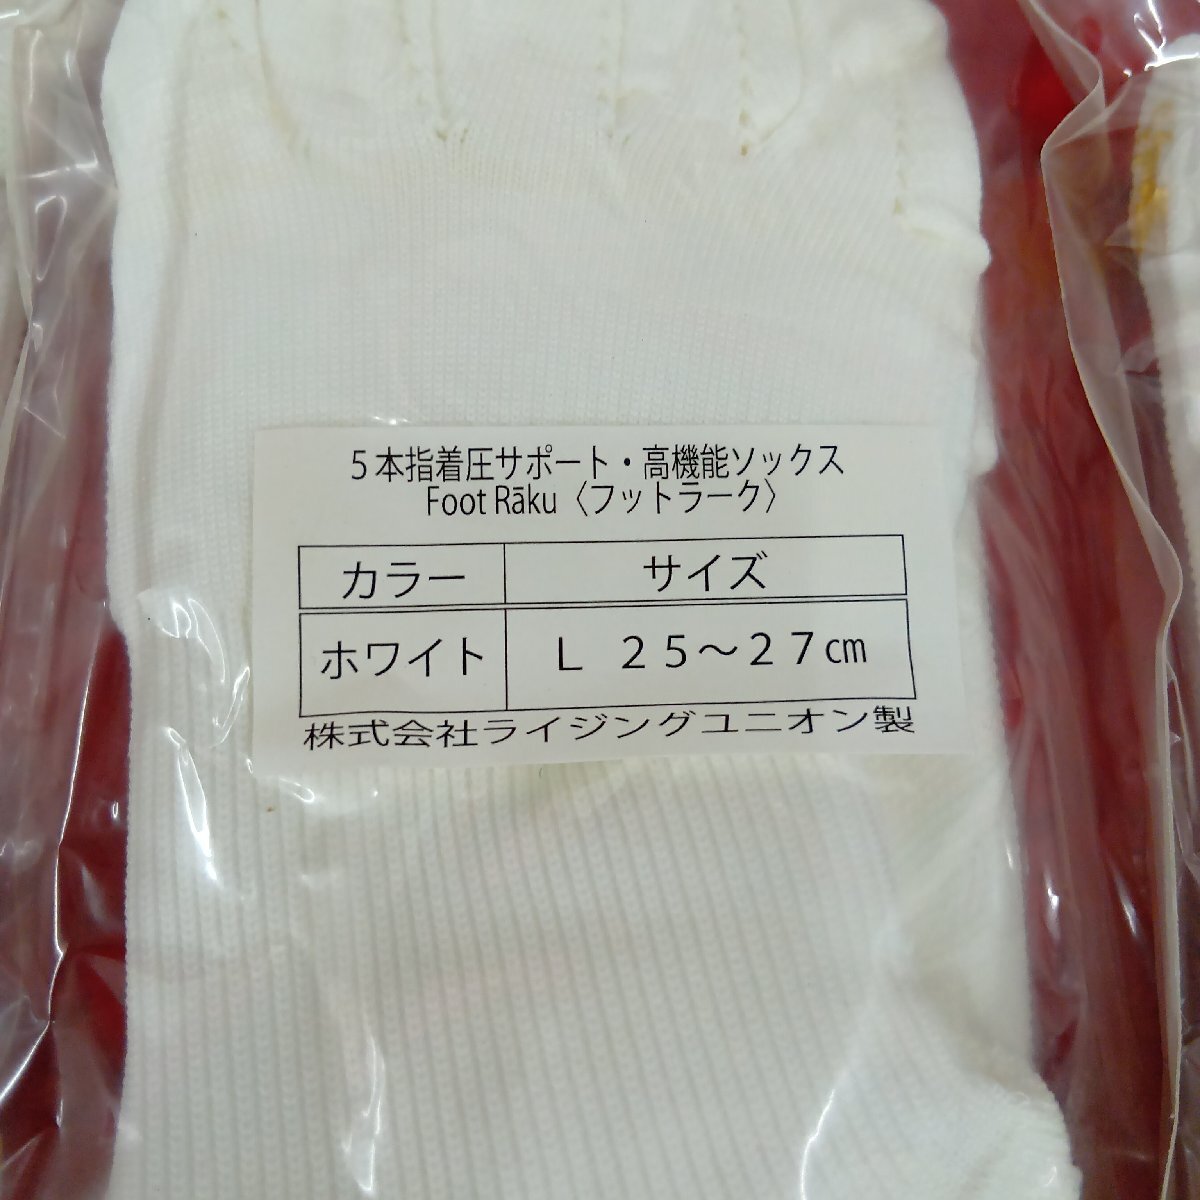 ５本指着圧サポート・高機能ソックス
Foot Rāku〈フットラーク〉
カラー サイズ
ホワイト L ２５～２７㎝
株式会社ライジングユニオン製